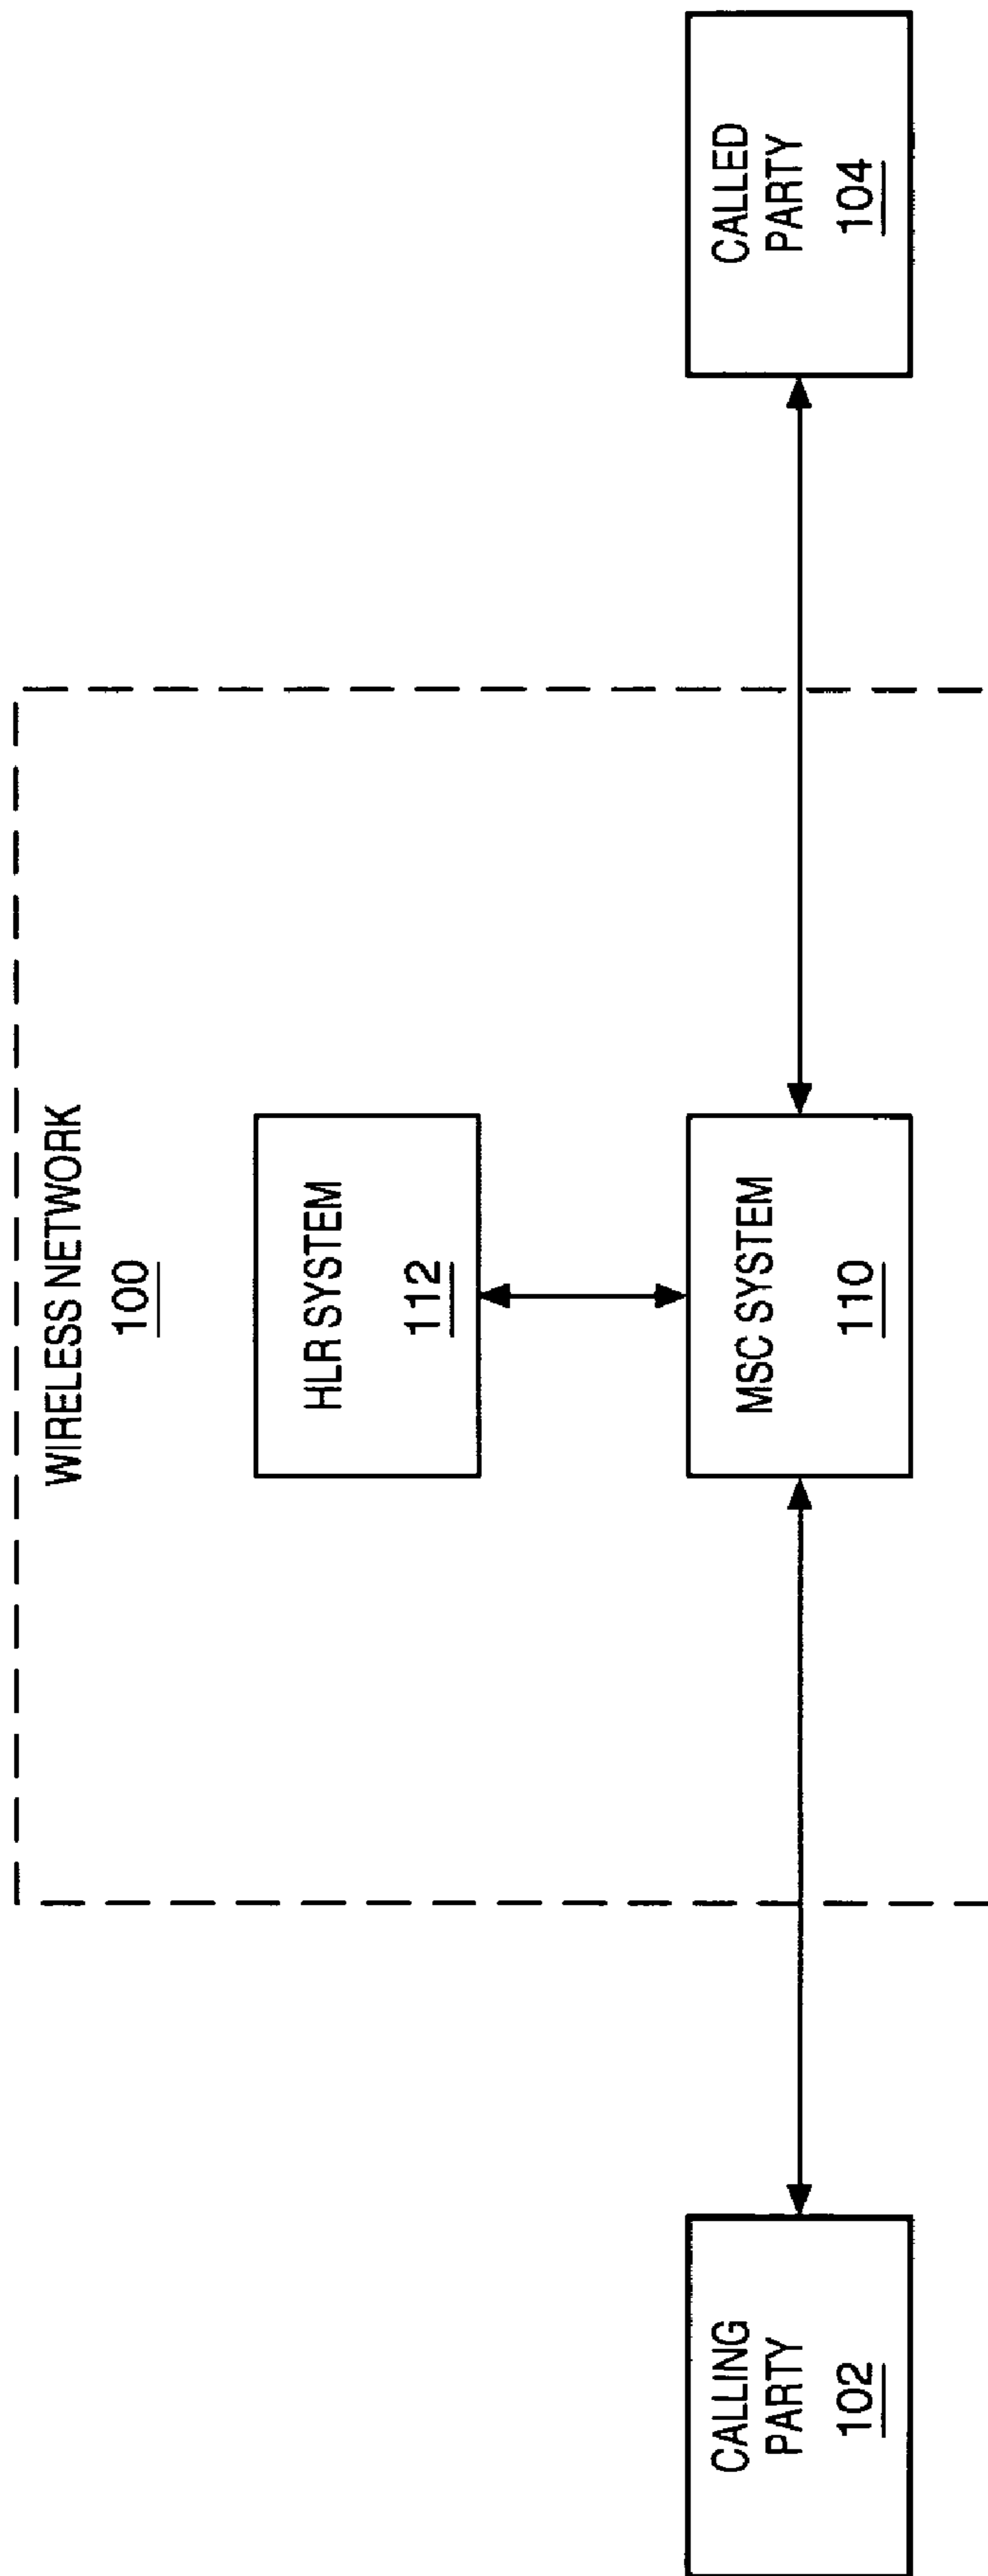 WIRELESS NETWORK
100
HLR SYSTEM
112
CALLING
PARTY
102
MSC SYSTEM
110
CALLED
PARTY
104